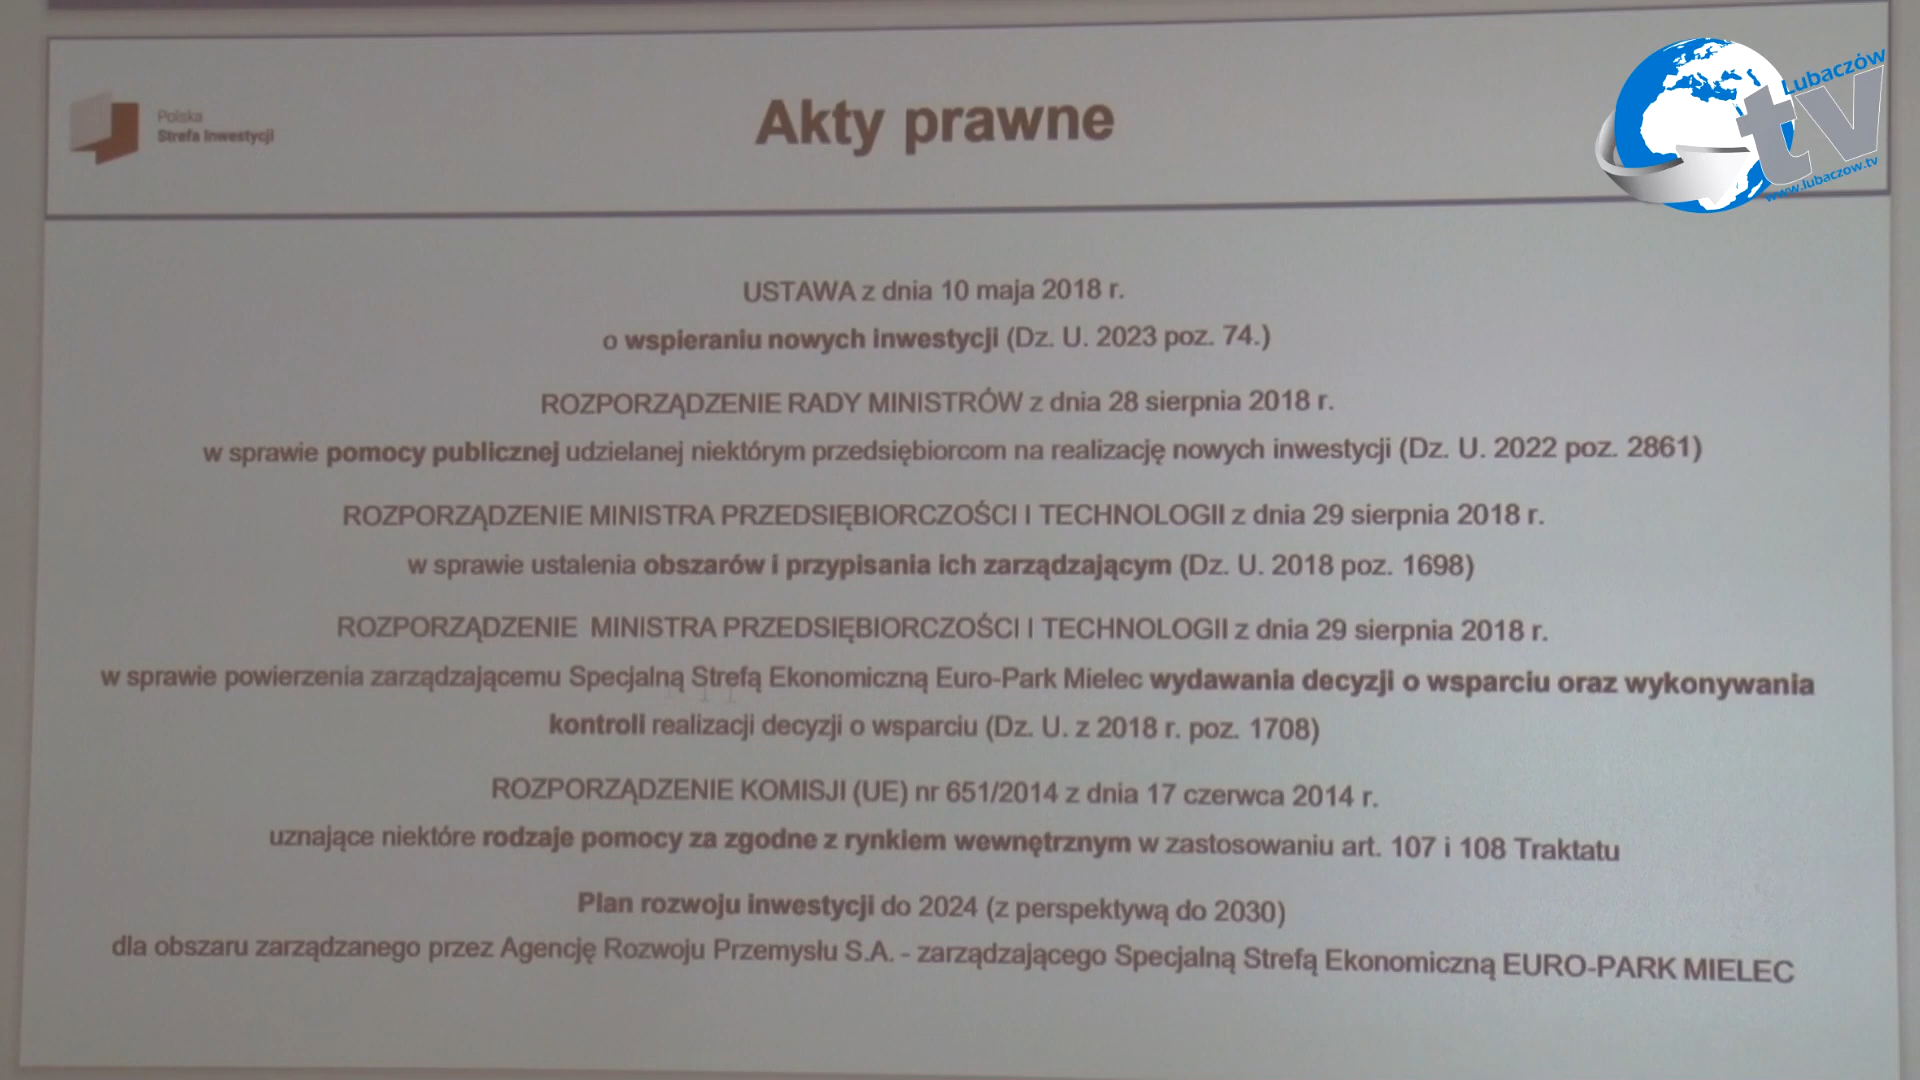 Polska
Strefa Inwestycji
Akty prawne
Lubaczów
tv
www.lubaczow.tv
USTAWA z dnia 10 maja 2018 r.
o wspieraniu nowych inwestycji (Dz. U. 2023 poz. 74.)
ROZPORZĄDZENIE RADY MINISTRÓW z dnia 28 sierpnia 2018 r.
w sprawie pomocy publicznej udzielanej niektórym przedsiębiorcom na realizację nowych inwestycji (Dz. U. 2022 poz. 2861)
ROZPORZĄDZENIE MINISTRA PRZEDSIĘBIORCZOŚCI I TECHNOLOGII z dnia 29 sierpnia 2018 r.
w sprawie ustalenia obszarów i przypisania ich zarządzającym (Dz. U. 2018 poz. 1698)
ROZPORZĄDZENIE MINISTRA PRZEDSIĘBIORCZOŚCI I TECHNOLOGII z dnia 29 sierpnia 2018 r.
w sprawie powierzenia zarządzającemu Specjalną Strefą Ekonomiczną Euro-Park Mielec wydawania decyzji o wsparciu oraz wykonywania
kontroli realizacji decyzji o wsparciu (Dz. U. z 2018 r. poz. 1708)
ROZPORZĄDZENIE KOMISJI (UE) nr 651/2014 z dnia 17 czerwca 2014 r.
uznające niektóre rodzaje pomocy za zgodne z rynkiem wewnętrznym w zastosowaniu art. 107 i 108 Traktatu
Plan rozwoju inwestycji do 2024 (z perspektywą do 2030)
dla obszaru zarządzanego przez Agencję Rozwoju Przemysłu S.A. - zarządzającego Specjalną Strefą Ekonomiczną EURO-PARK MIELEC